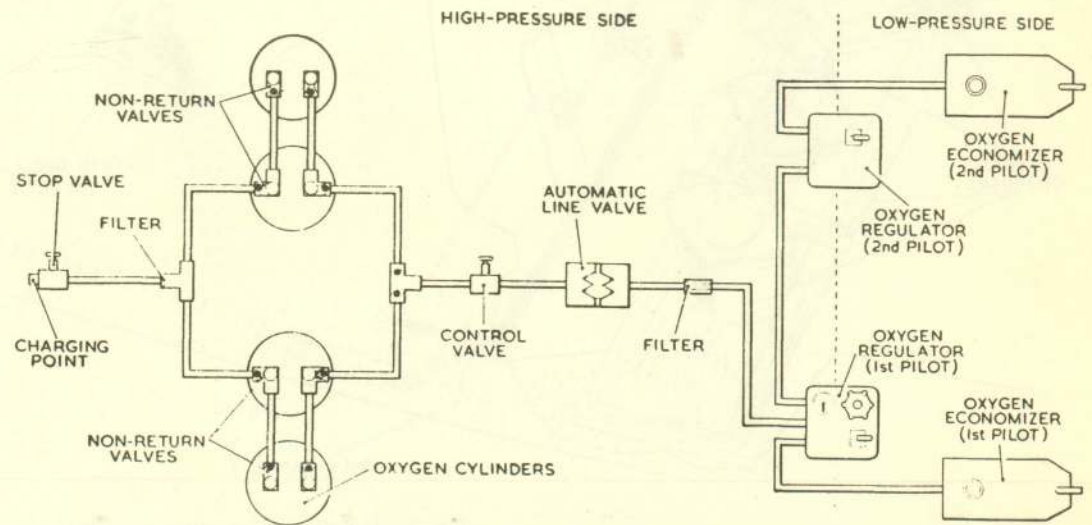 HIGH-PRESSURE SIDE
LOW-PRESSURE SIDE
NON-RETURN
VALVES
STOP VALVE
FILTER
CHARGING
POINT
NON-RETURN
VALVES
OXYGEN CYLINDERS
CONTROL
VALVE
AUTOMATIC
LINE VALVE
FILTER
OXYGEN
ECONOMIZER
(2nd PILOT)
OXYGEN
REGULATOR
(2nd PILOT)
OXYGEN
REGULATOR
(1st PILOT)
OXYGEN
ECONOMIZER
(1st PILOT)